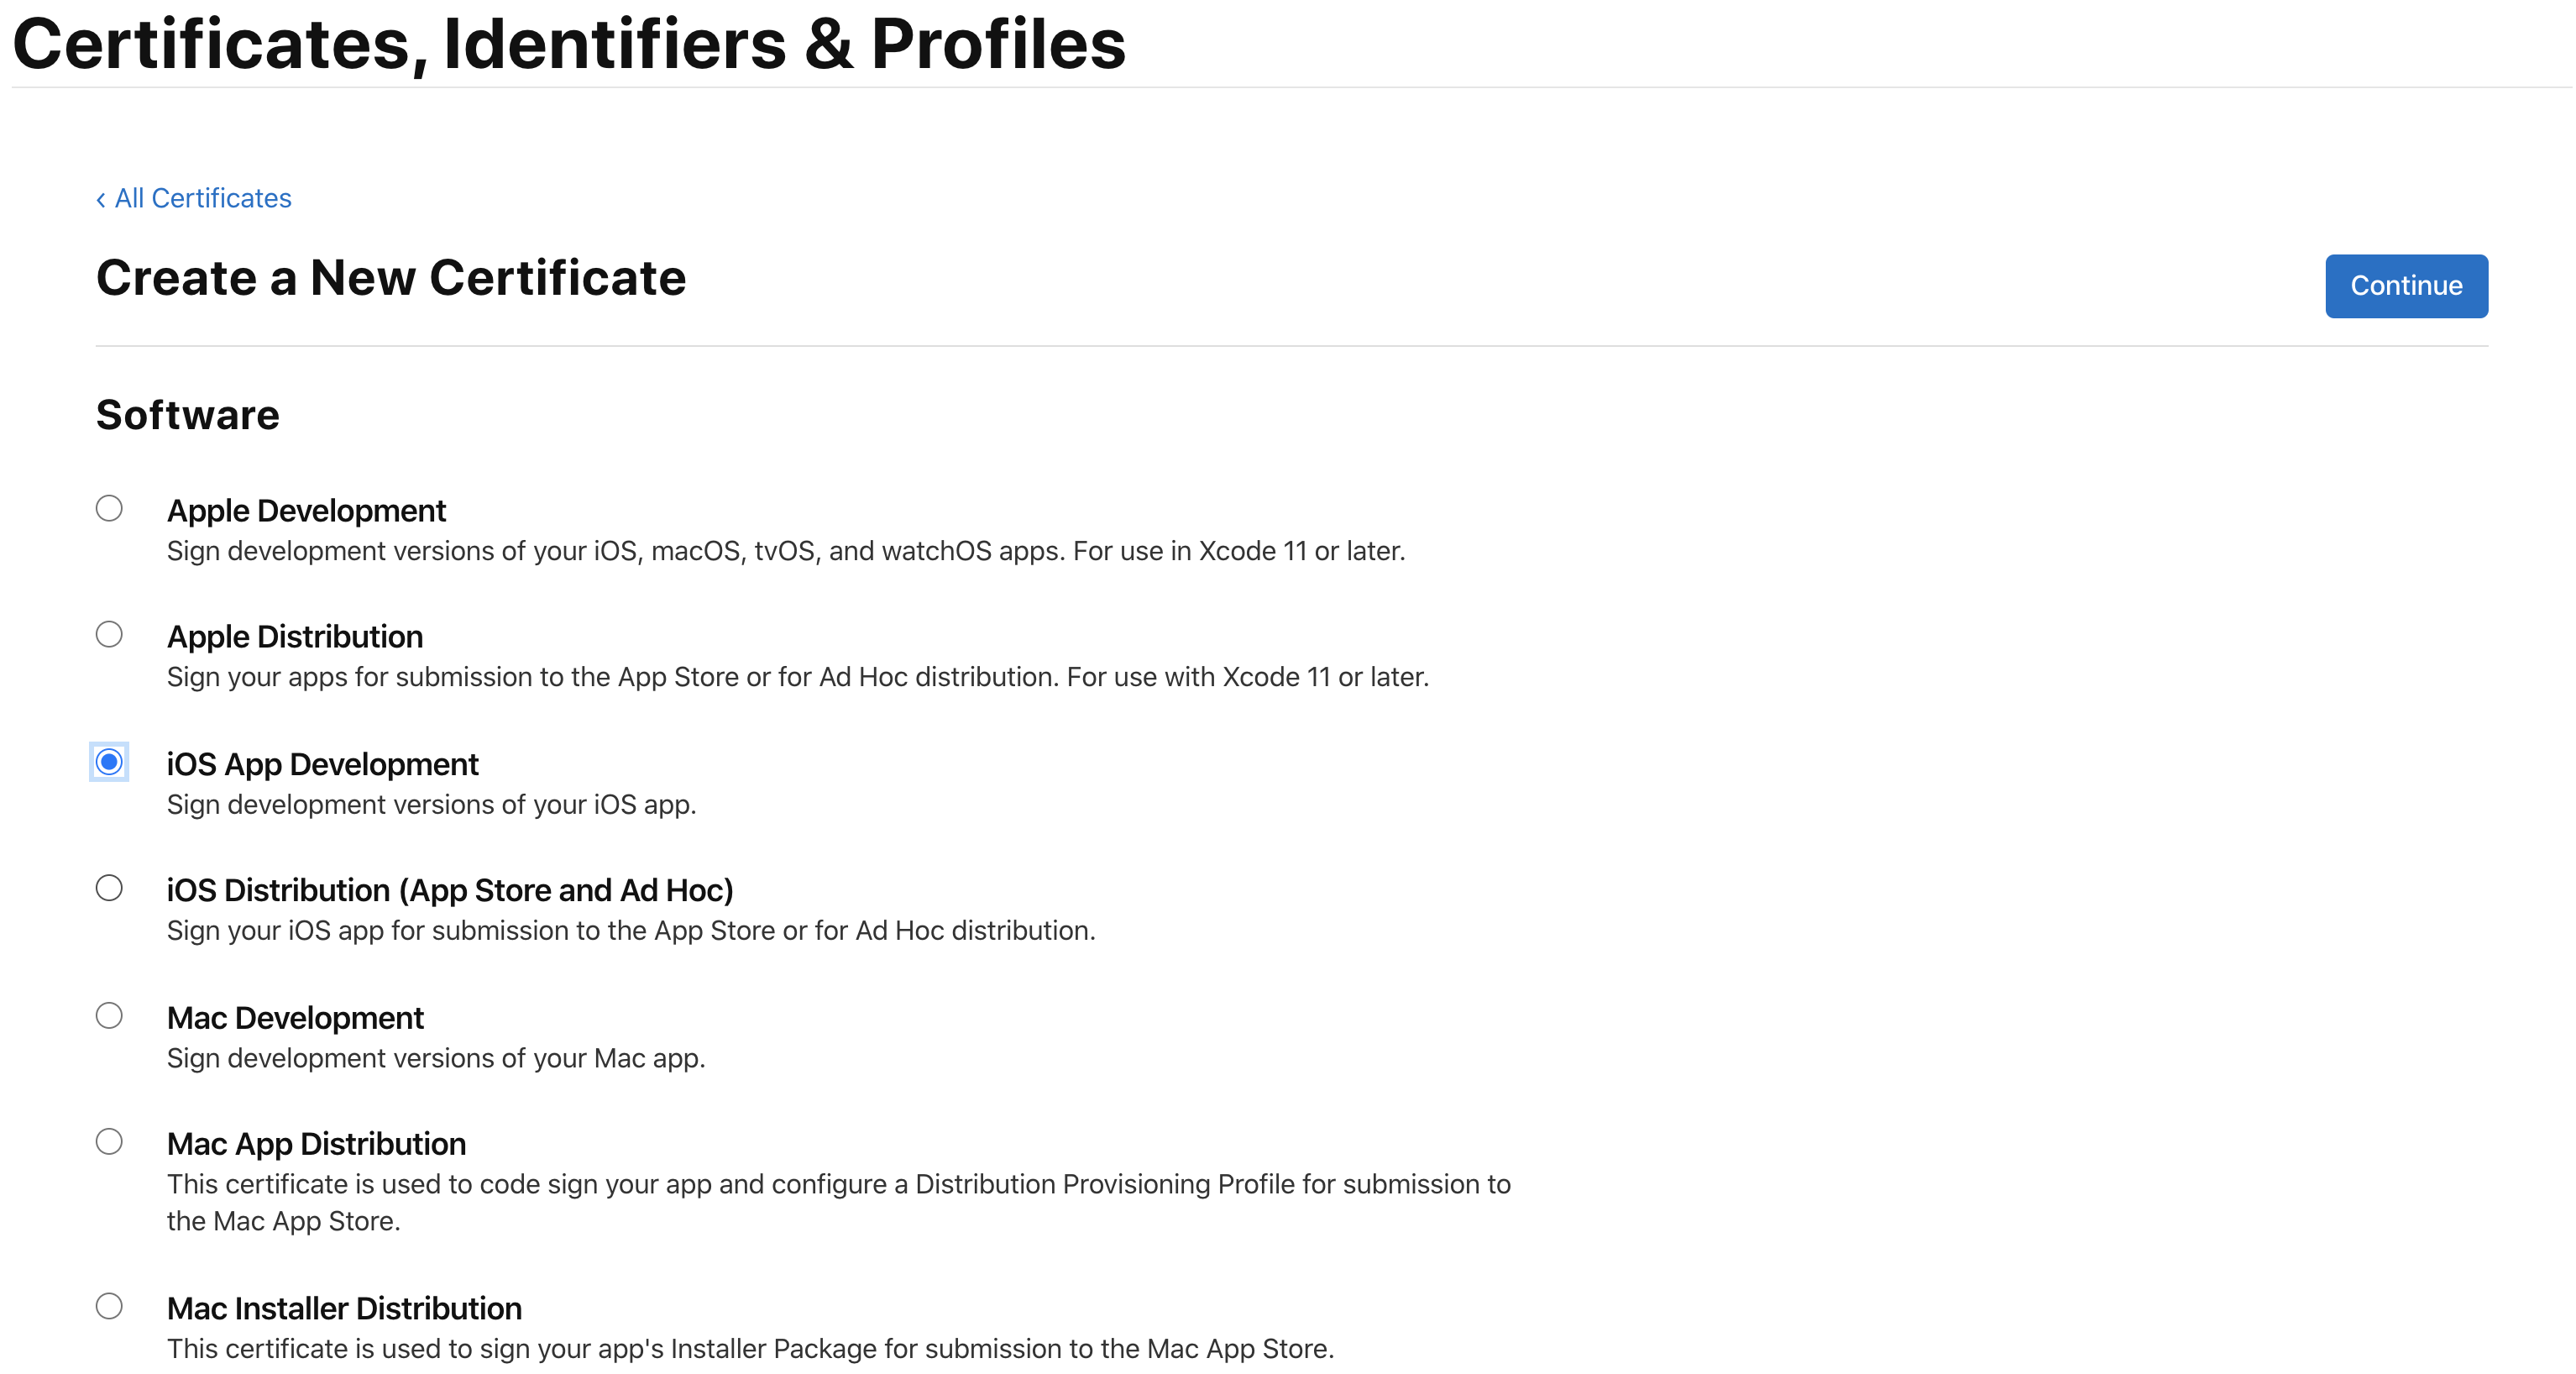 Certificates, Identifiers & Profiles
‹ All Certificates
Create a New Certificate
Continue
Software
Apple Development
Sign development versions of your iOS, macOS, tvOS, and watchOS apps. For use in Xcode 11 or later.
Apple Distribution
Sign your apps for submission to the App Store or for Ad Hoc distribution. For use with Xcode 11 or later.
iOS App Development
Sign development versions of your iOS app.
iOS Distribution (App Store and Ad Hoc)
Sign your iOS app for submission to the App Store or for Ad Hoc distribution.
Mac Development
Sign development versions of your Mac app.
Mac App Distribution
This certificate is used to code sign your app and configure a Distribution Provisioning Profile for submission to
the Mac App Store.
Mac Installer Distribution
This certificate is used to sign your app's Installer Package for submission to the Mac App Store.